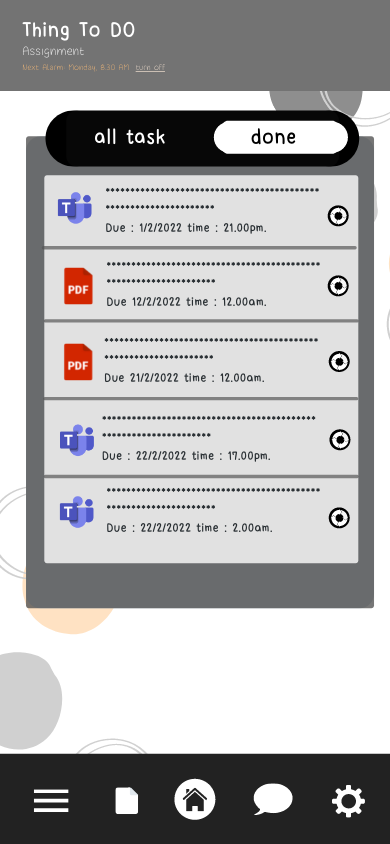 Thing To DO
Assignment
Next Alarm: Monday, 8.30 AM turn off
all task
done
T
Due : 1/2/2022 time : 21.00pm.
PDF
Due 12/2/2022 time : 12.00am.
PDF
Due 21/2/2022 time : 12.00am.
T
Due : 22/2/2022 time : 17.00pm.
T
Due : 22/2/2022 time : 2.00am.